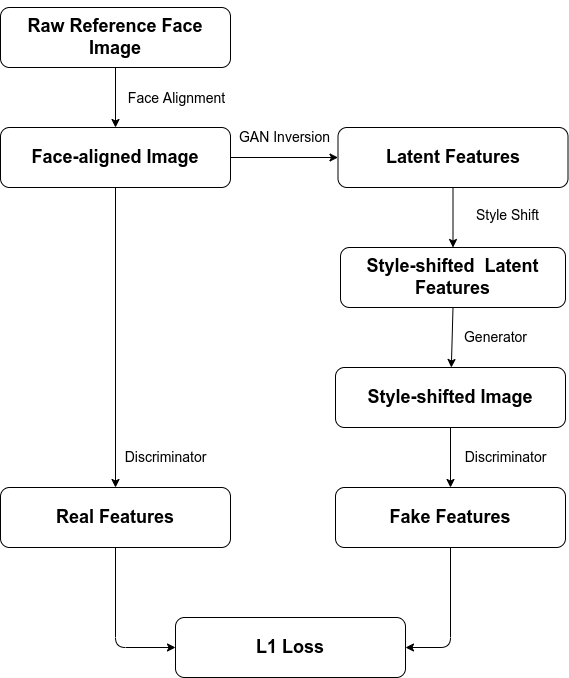 Raw Reference Face
Image
Face Alignment
Face-aligned Image
GAN Inversion
Latent Features
Style Shift
Style-shifted Latent
Features
Generator
Style-shifted Image
Discriminator
Discriminator
Real Features
Fake Features
L1 Loss